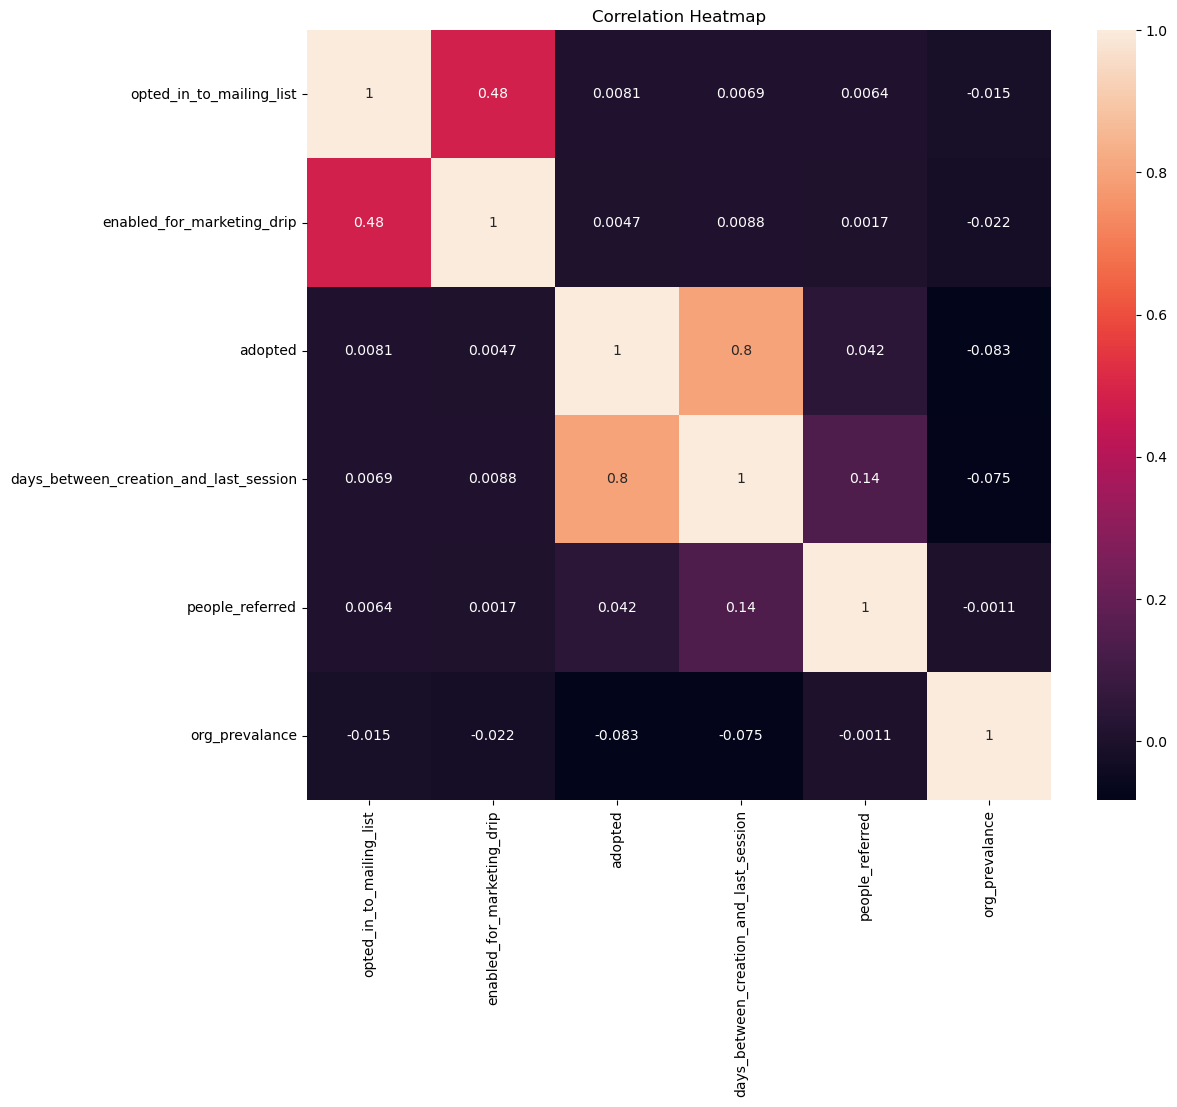 Correlation Heatmap
opted_in_to_mailing_list 1 0.48 0.0081 0.0069 0.0064 -0.015
enabled_for_marketing_drip 0.48 1 0.0047 0.0088 0.0017 -0.022
adopted 0.0081 0.0047 1 0.8 0.042 -0.083
days_between_creation_and_last_session 0.0069 0.0088 0.8 1 0.14 -0.075
people_referred 0.0064 0.0017 0.042 0.14 1 -0.0011
org_prevalance -0.015 -0.022 -0.083 -0.075 -0.0011 1
opted_in_to_mailing_list
enabled_for_marketing_drip
adopted
days_between_creation_and_last_session
people_referred
org_prevalance
1.0
0.8
0.6
0.4
0.2
0.0